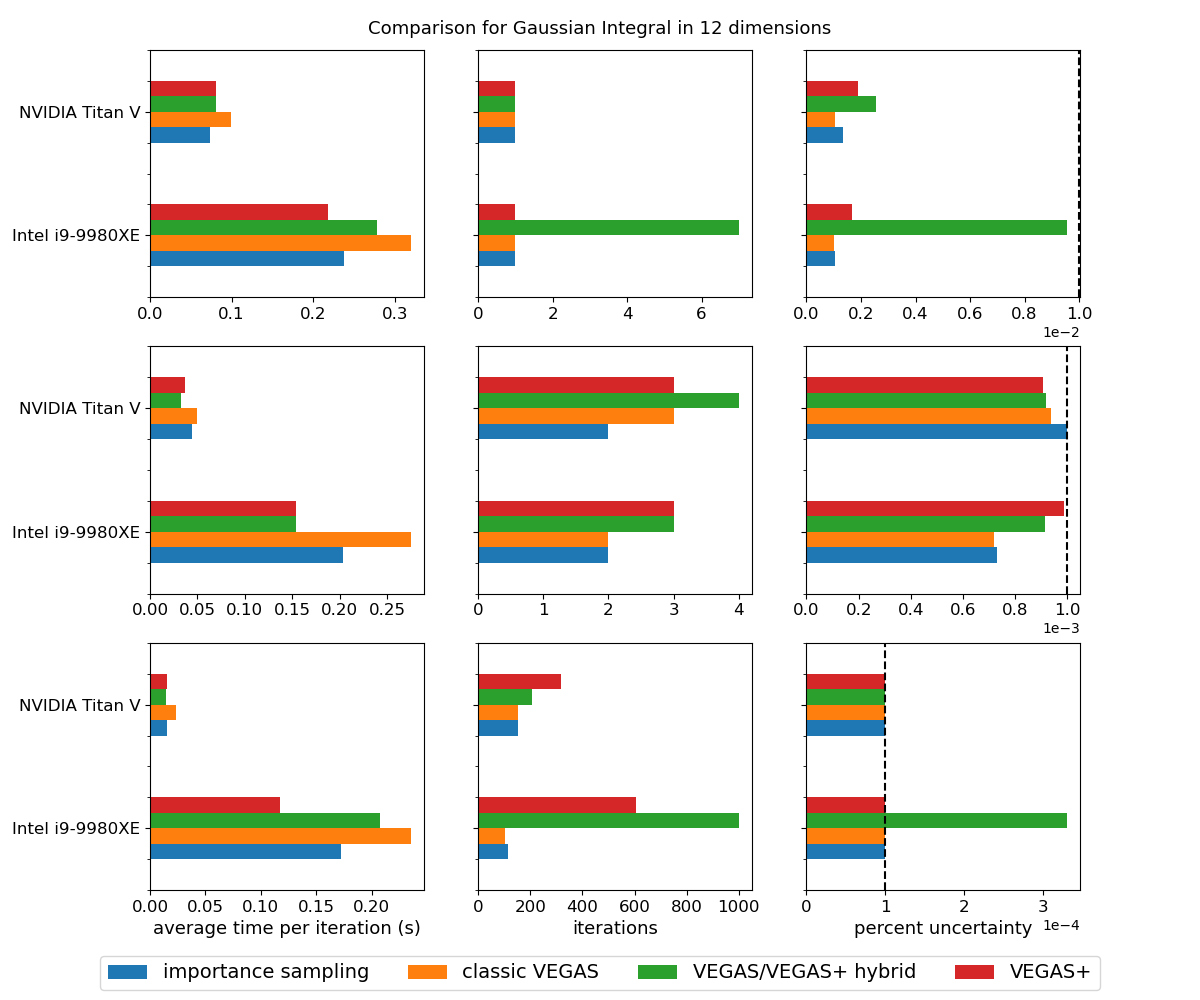 Comparison for Gaussian Integral in 12 dimensions
NVIDIA Titan V
Intel i9-9980XE
0.0 0.1 0.2 0.3
0 2 4 6
0.0 0.2 0.4 0.6 0.8 1.0
1e−2
NVIDIA Titan V
Intel i9-9980XE
0.00 0.05 0.10 0.15 0.20 0.25
0 1 2 3 4
0.0 0.2 0.4 0.6 0.8 1.0
1e−3
NVIDIA Titan V
Intel i9-9980XE
0.00 0.05 0.10 0.15 0.20
0 200 400 600 800 1000
0 1 2 3
1e−4
average time per iteration (s)
iterations
percent uncertainty
importance sampling
classic VEGAS
VEGAS/VEGAS+ hybrid
VEGAS+